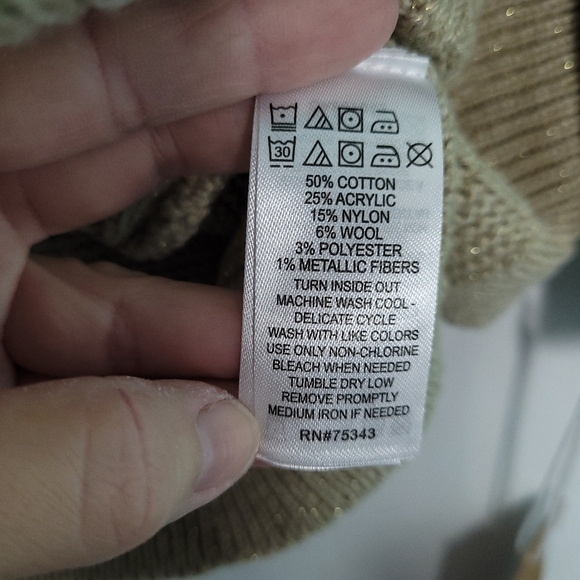 30
50% COTTON
25% ACRYLIC
15% NYLON
6% WOOL
3% POLYESTER
1% METALLIC FIBERS
TURN INSIDE OUT
MACHINE WASH COOL -
DELICATE CYCLE
WASH WITH LIKE COLORS
USE ONLY NON-CHLORINE
BLEACH WHEN NEEDED
TUMBLE DRY LOW
REMOVE PROMPTLY
MEDIUM IRON IF NEEDED
RN#75343